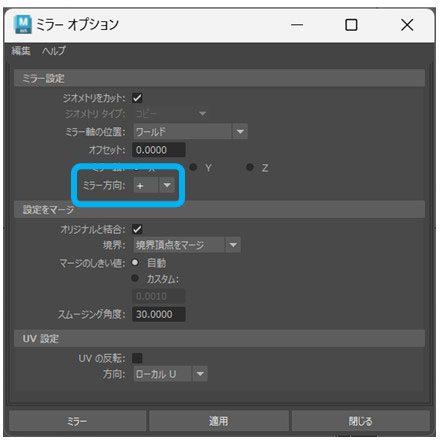 ミラー オプション
編集 ヘルプ
ミラー設定
ジオメトリをカット:
ジオメトリ タイプ: コピー
ミラー軸の位置: ワールド
オフセット: 0.0000
Y Z
ミラー方向: +
設定をマージ
オリジナルと結合:
境界: 境界頂点をマージ
マージのしきい値: 自動
カスタム:
0.0010
スムージング角度: 30.0000
UV 設定
UV の反転:
方向: ローカル U
ミラー 適用 閉じる